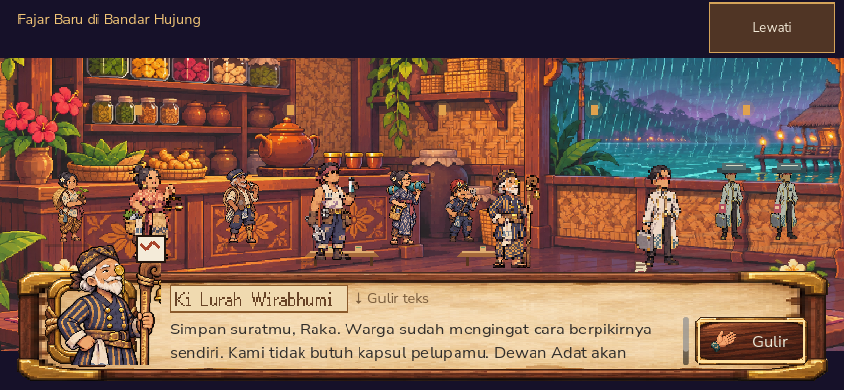 Fajar Baru di Bandar Hujung
Lewati
Ki Lurah Wirabhumi
↓ Gulir teks
Simpan suratmu, Raka. Warga sudah mengingat cara berpikirnya
sendiri. Kami tidak butuh kapsul pelupamu. Dewan Adat akan
Gulir